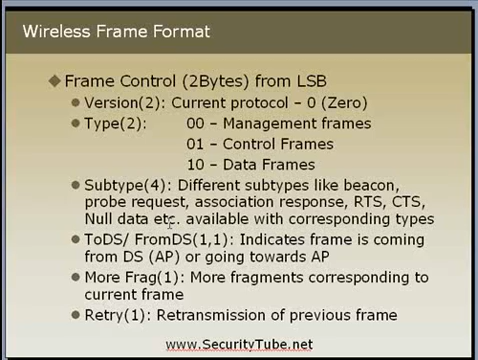 Wireless Frame Format
Frame Control (2Bytes) from LSB
Version(2): Current protocol – 0 (Zero)
Type(2): 00 – Management frames
01 – Control Frames
10 – Data Frames
Subtype(4): Different subtypes like beacon,
probe request, association response, RTS, CTS,
Null data etc. available with corresponding types
ToDS/ FromDS(1,1): Indicates frame is coming
from DS (AP) or going towards AP
More Frag(1): More fragments corresponding to
current frame
Retry(1): Retransmission of previous frame
www.SecurityTube.net